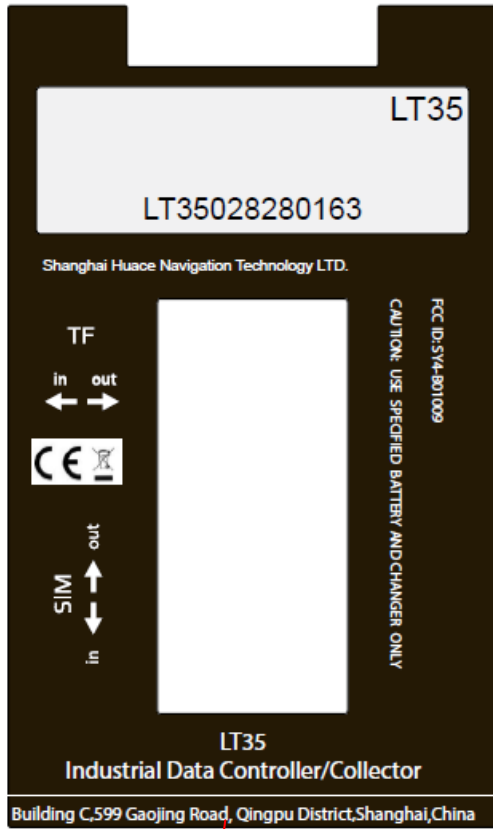 LT35
LT35028280163
Shanghai Huace Navigation Technology LTD.
TF
in out
CE
SIM
in out
CAUTION: USE SPECIFIED BATTERY AND CHANGER ONLY
FCC ID: SY4-B01009
LT35
Industrial Data Controller/Collector
Building C,599 Gaojing Road, Qingpu District,Shanghai,China